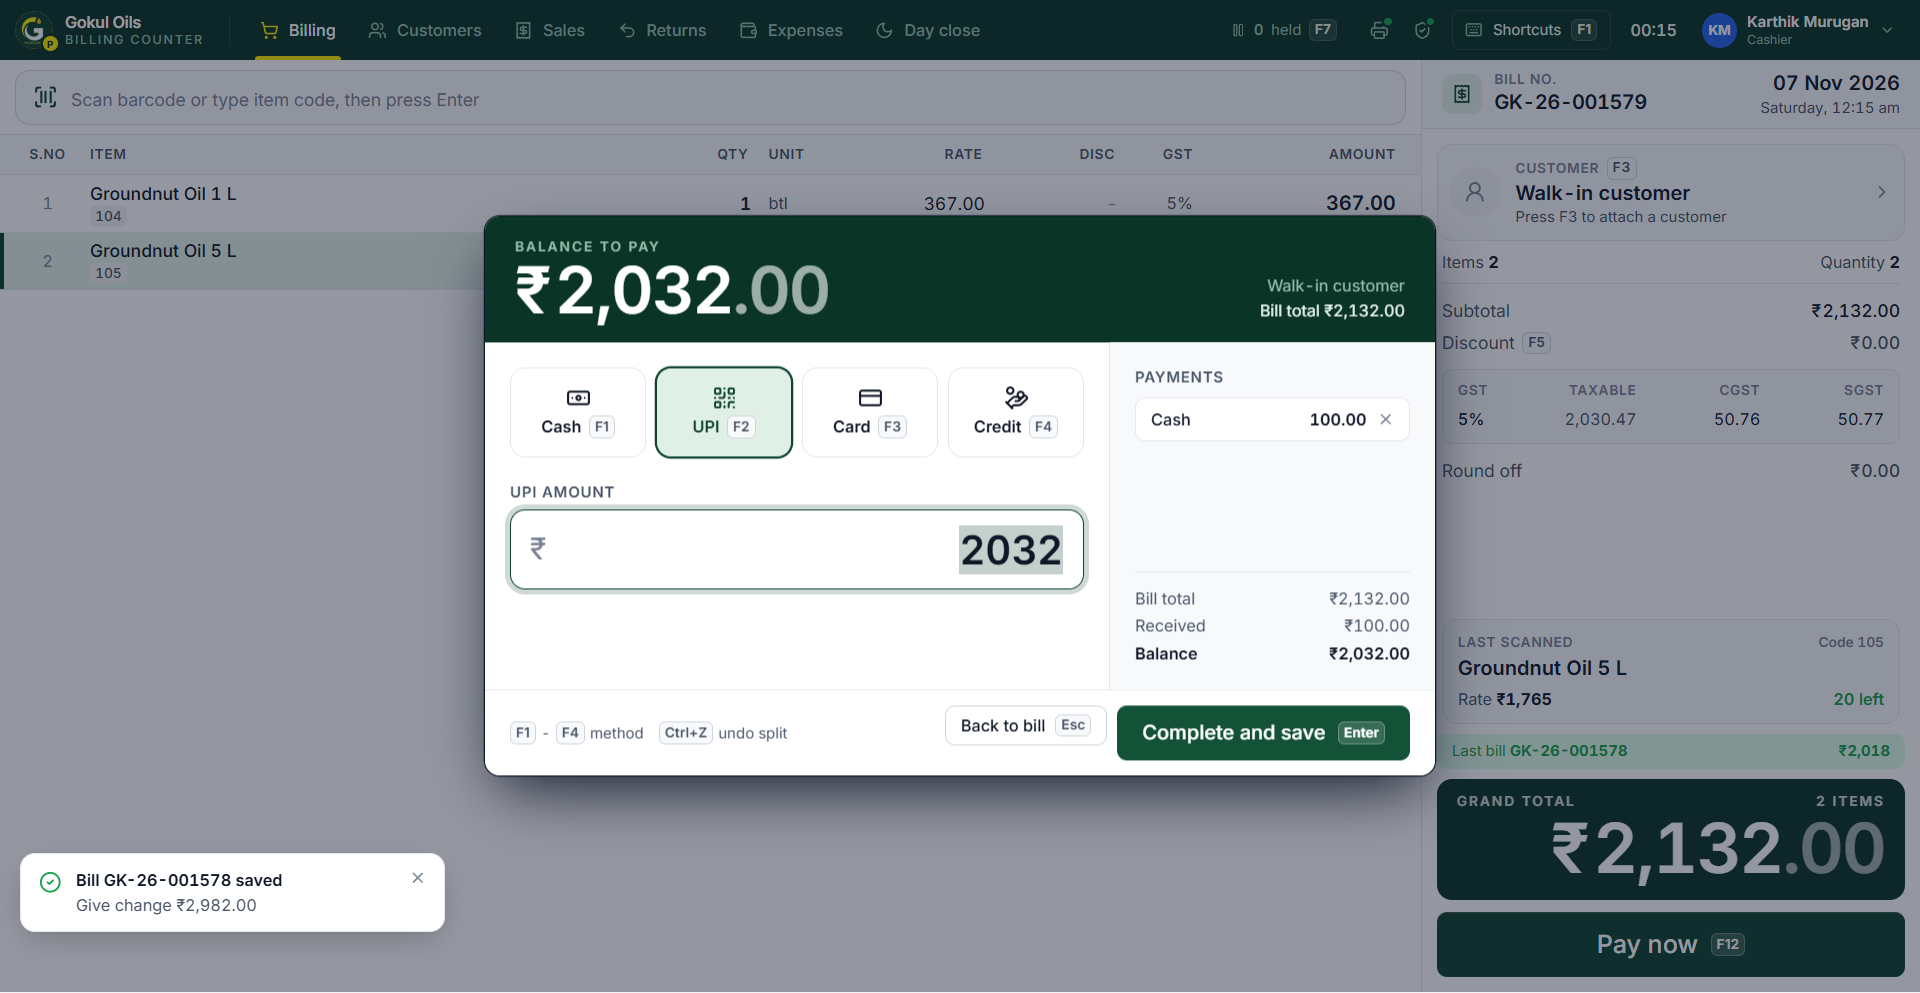 Gokul Oils
BILLING COUNTER
P
Billing
Customers
Sales
Returns
Expenses
Day close
0 held F7
Shortcuts F1
00:15
KM
Karthik Murugan
Cashier
Scan barcode or type item code, then press Enter
BILL NO.
GK-26-001579
07 Nov 2026
Saturday, 12:15 am
S.NO ITEM QTY UNIT RATE DISC GST AMOUNT
1 Groundnut Oil 1 L 1 btl 367.00 - 5% 367.00
104
2 Groundnut Oil 5 L
105
CUSTOMER F3
Walk-in customer
Press F3 to attach a customer
Items 2 Quantity 2
Subtotal ₹2,132.00
Discount F5 ₹0.00
GST TAXABLE CGST SGST
5% 2,030.47 50.76 50.77
Round off ₹0.00
LAST SCANNED Code 105
Groundnut Oil 5 L
Rate ₹1,765 20 left
Last bill GK-26-001578 ₹2,018
GRAND TOTAL 2 ITEMS
₹2,132.00
Pay now F12
BALANCE TO PAY
₹2,032.00
Walk-in customer
Bill total ₹2,132.00
Cash F1
UPI F2
Card F3
Credit F4
UPI AMOUNT
₹ 2032
PAYMENTS
Cash 100.00
Bill total ₹2,132.00
Received ₹100.00
Balance ₹2,032.00
F1 - F4 method Ctrl+Z undo split
Back to bill Esc
Complete and save Enter
Bill GK-26-001578 saved
Give change ₹2,982.00